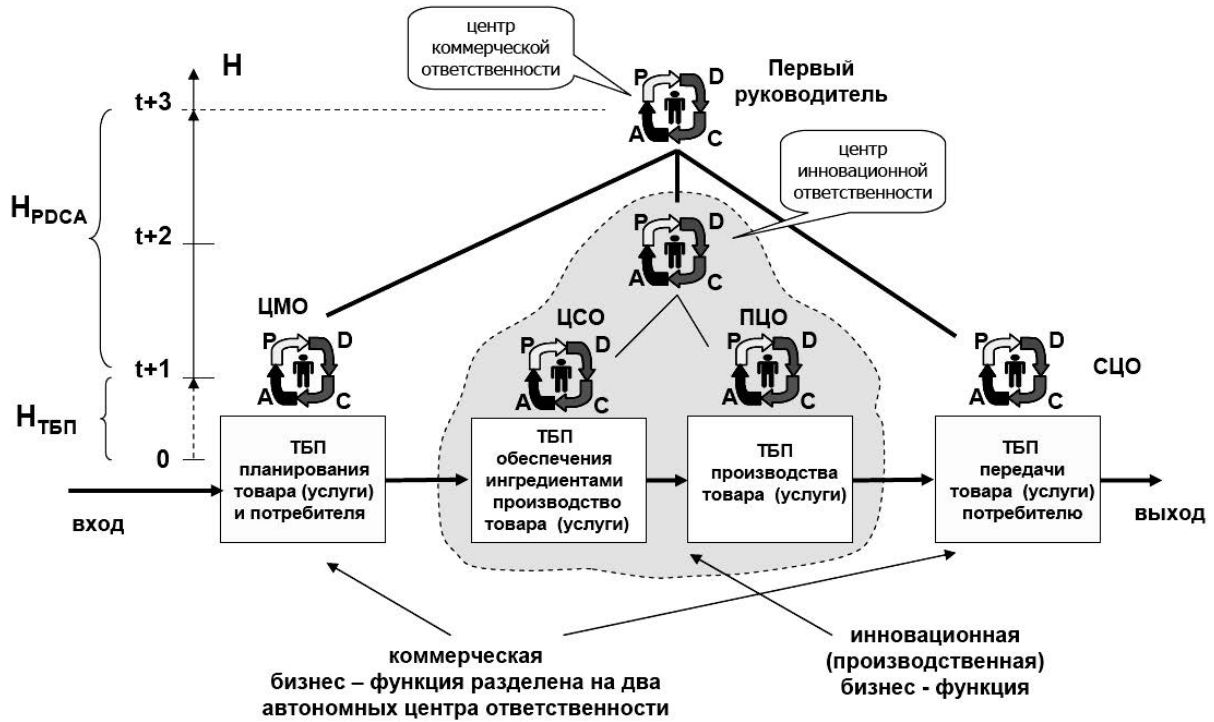 центр
коммерческой
ответственности
H
Первый
руководитель
P D
A C
t+3
центр
инновационной
ответственности
H PDCA
t+2
P D
A C
ЦМО
ЦСО
ПЦО
СЦО
P D
A C
P D
A C
P D
A C
P D
A C
t+1
H ТБП
0
ТБП
планирования
товара (услуги)
и потребителя
ТБП
обеспечения
ингредиентами
производство
товара (услуги)
ТБП
производства
товара (услуги)
ТБП
передачи
товара (услуги)
потребителю
вход
выход
коммерческая
бизнес – функция разделена на два
автономных центра ответственности
инновационная
(производственная)
бизнес - функция